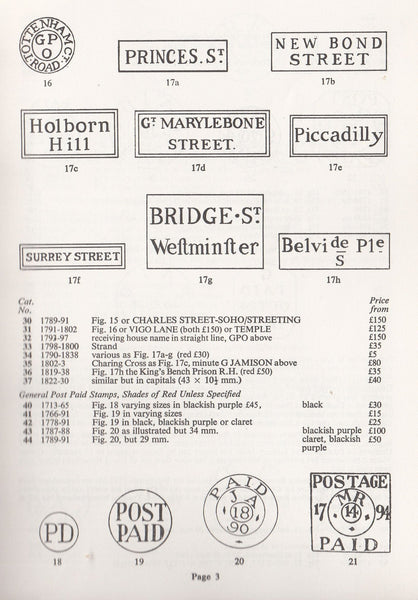 TOTTENHAM CT ROAD
GP
O
16
PRINCES.ST
17a
NEW BOND
STREET
17b
Holborn
Hill
17c
GT MARYLEBONE
STREET.
17d
Piccadilly
17e
SURREY STREET
17f
BRIDGE·ST
Weſtminſter
17g
Belvide Ple
S
17h
Cat. No. Price from
30 1789-91 Fig. 15 or CHARLES STREET-SOHO/STREETING £150
31 1791-1802 Fig. 16 or VIGO LANE (both £150) or TEMPLE £125
32 1794-97 receiving house name in straight line, GPO above £150
33 1798-1800 Strand £35
34 1790-1838 various as Fig. 17a-g (red £30) £5
35 1802-3 Charing Cross as Fig. 17c, minute G JAMISON above £80
36 1819-38 Fig. 17h the King's Bench Prison R.H. (red £50) £35
37 1822-30 similar but in capitals (43 × 10½ mm.) £40
General Post Paid Stamps, Shades of Red Unless Specified
40 1713-65 Fig. 18 varying sizes in blackish purple £45, black £30
41 1766-91 Fig. 19 in varying sizes £15
42 1778-91 Fig. 19 in black, blackish purple or claret £25
43 1787-88 Fig. 20 as illustrated but 34 mm. blackish purple £100
44 1789-91 Fig. 20, but 29 mm. claret, blackish £50
purple
PD
18
POST
PAID
19
PAID
JA
18
90
20
POSTAGE
MR
17 14 94
PAID
21
Page 3